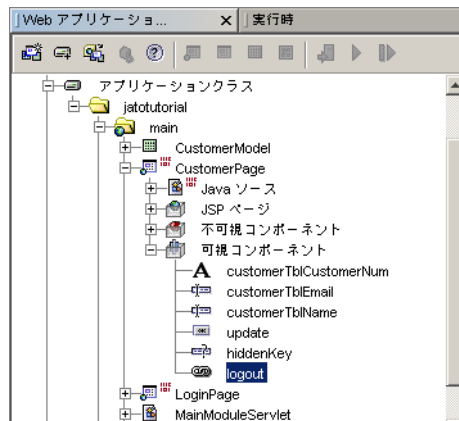 Web アプリケーショ... 実行時
アプリケーションクラス
jatotutorial
main
CustomerModel
CustomerPage
Java ソース
JSP ページ
不可視コンポーネント
可視コンポーネント
A customerTblCustomerNum
customerTblEmail
customerTblName
update
hiddenKey
logout
LoginPage
MainModuleServlet